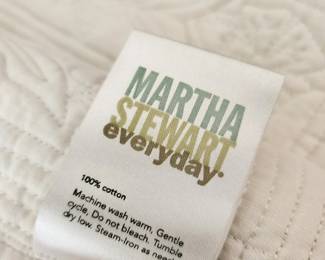 MARTHA
STEWART
everyday.
100% cotton
Machine wash warm, Gentle
cycle, Do not bleach. Tumble
dry low. Steam-Iron as